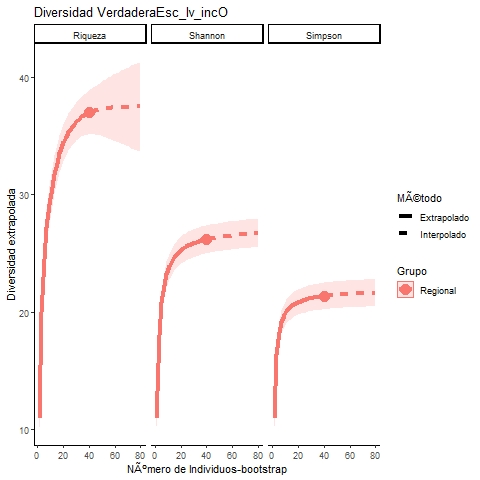 Diversidad VerdaderaEsc_lv_incO
Riqueza
Shannon
Simpson
Diversidad extrapolada
40
30
20
10
0 20 40 60 80
0 20 40 60 80
0 20 40 60 80
NÃºmero de Individuos-bootstrap
MÃ©todo
Extrapolado
Interpolado
Grupo
Regional